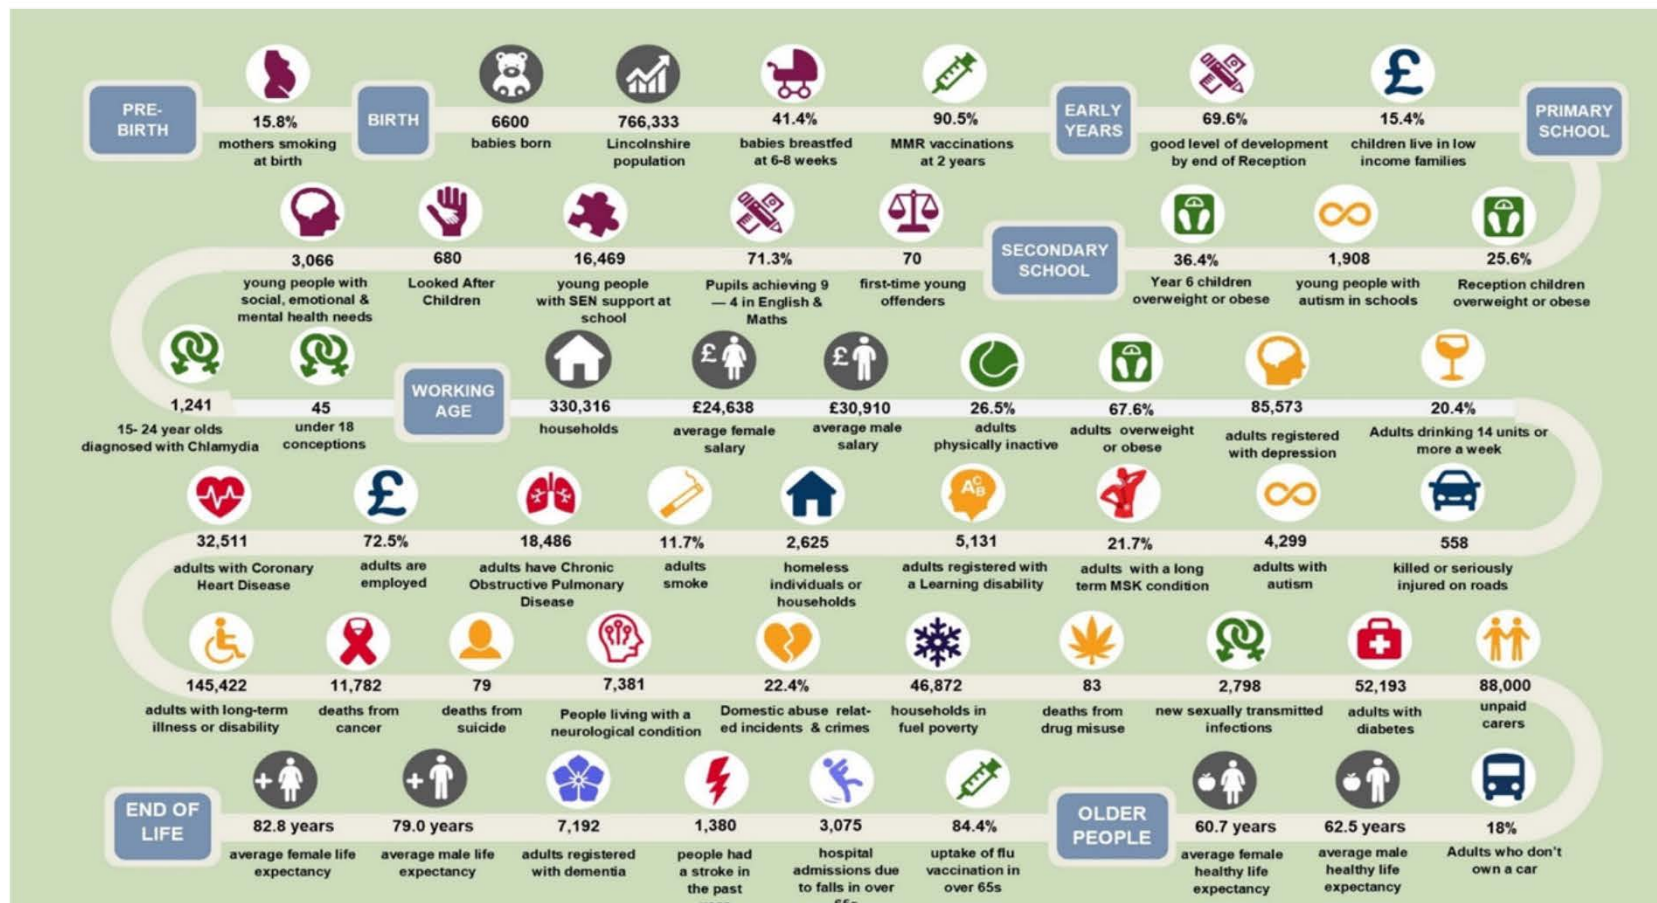 PRE-
BIRTH
15.8%
mothers smoking
at birth
BIRTH
6600
babies born
766,333
Lincolnshire
population
41.4%
babies breastfed
at 6-8 weeks
90.5%
MMR vaccinations
at 2 years
EARLY
YEARS
69.6%
good level of development
by end of Reception
15.4%
children live in low
income families
PRIMARY
SCHOOL
3,066
young people with
social, emotional &
mental health needs
680
Looked After
Children
16,469
young people
with SEN support at
school
71.3%
Pupils achieving 9
— 4 in English &
Maths
70
first-time young
offenders
SECONDARY
SCHOOL
36.4%
Year 6 children
overweight or obese
1,908
young people with
autism in schools
25.6%
Reception children
overweight or obese
1,241
15- 24 year olds
diagnosed with Chlamydia
45
under 18
conceptions
WORKING
AGE
330,316
households
£
£24,638
average female
salary
£
£30,910
average male
salary
26.5%
adults
physically inactive
67.6%
adults overweight
or obese
85,573
adults registered
with depression
20.4%
Adults drinking 14 units or
more a week
32,511
adults with Coronary
Heart Disease
£
72.5%
adults are
employed
18,486
adults have Chronic
Obstructive Pulmonary
Disease
11.7%
adults
smoke
2,625
homeless
individuals or
households
ACB
5,131
adults registered with
a Learning disability
21.7%
adults with a long
term MSK condition
4,299
adults with
autism
558
killed or seriously
injured on roads
145,422
adults with long-term
illness or disability
11,782
deaths from
cancer
79
deaths from
suicide
7,381
People living with a
neurological condition
22.4%
Domestic abuse relat-
ed incidents & crimes
46,872
households in
fuel poverty
83
deaths from
drug misuse
2,798
new sexually transmitted
infections
52,193
adults with
diabetes
88,000
unpaid
carers
END OF
LIFE
82.8 years
average female life
expectancy
79.0 years
average male life
expectancy
7,192
adults registered
with dementia
1,380
people had
a stroke in
the past
3,075
hospital
admissions due
to falls in over
84.4%
uptake of flu
vaccination in
over 65s
OLDER
PEOPLE
60.7 years
average female
healthy life
expectancy
62.5 years
average male
healthy life
expectancy
18%
Adults who don't
own a car